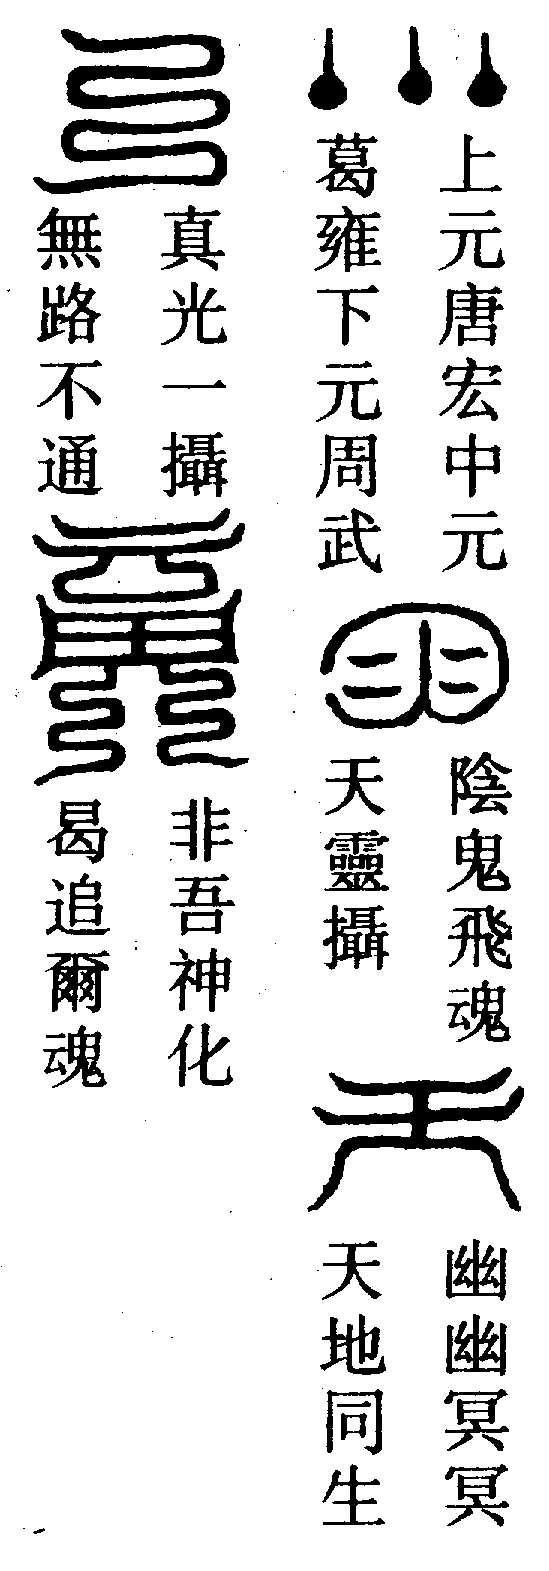 上元唐宏中元
葛雍下元周武
陰鬼飛魂
天靈攝
幽幽冥冥
天地同生
真光一攝
無路不通
非吾神化
曷追爾魂